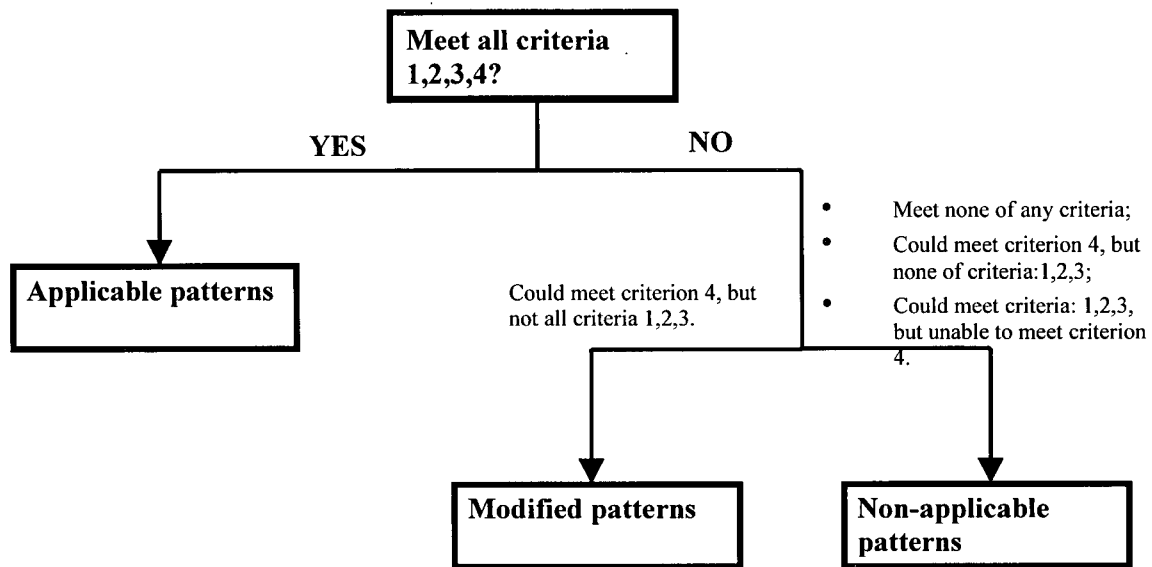 Meet all criteria
1,2,3,4?
YES
NO
Applicable patterns
Could meet criterion 4, but
not all criteria 1,2,3.
• Meet none of any criteria;
• Could meet criterion 4, but
none of criteria:1,2,3;
• Could meet criteria: 1,2,3,
but unable to meet criterion
4.
Modified patterns
Non-applicable
patterns